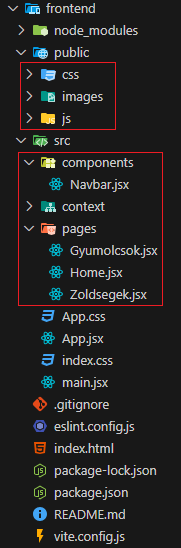 frontend
node_modules
public
css
images
js
src
components
Navbar.jsx
context
pages
Gyumolcsok.jsx
Home.jsx
Zoldsegek.jsx
App.css
App.jsx
index.css
main.jsx
.gitignore
eslint.config.js
index.html
package-lock.json
package.json
README.md
vite.config.js